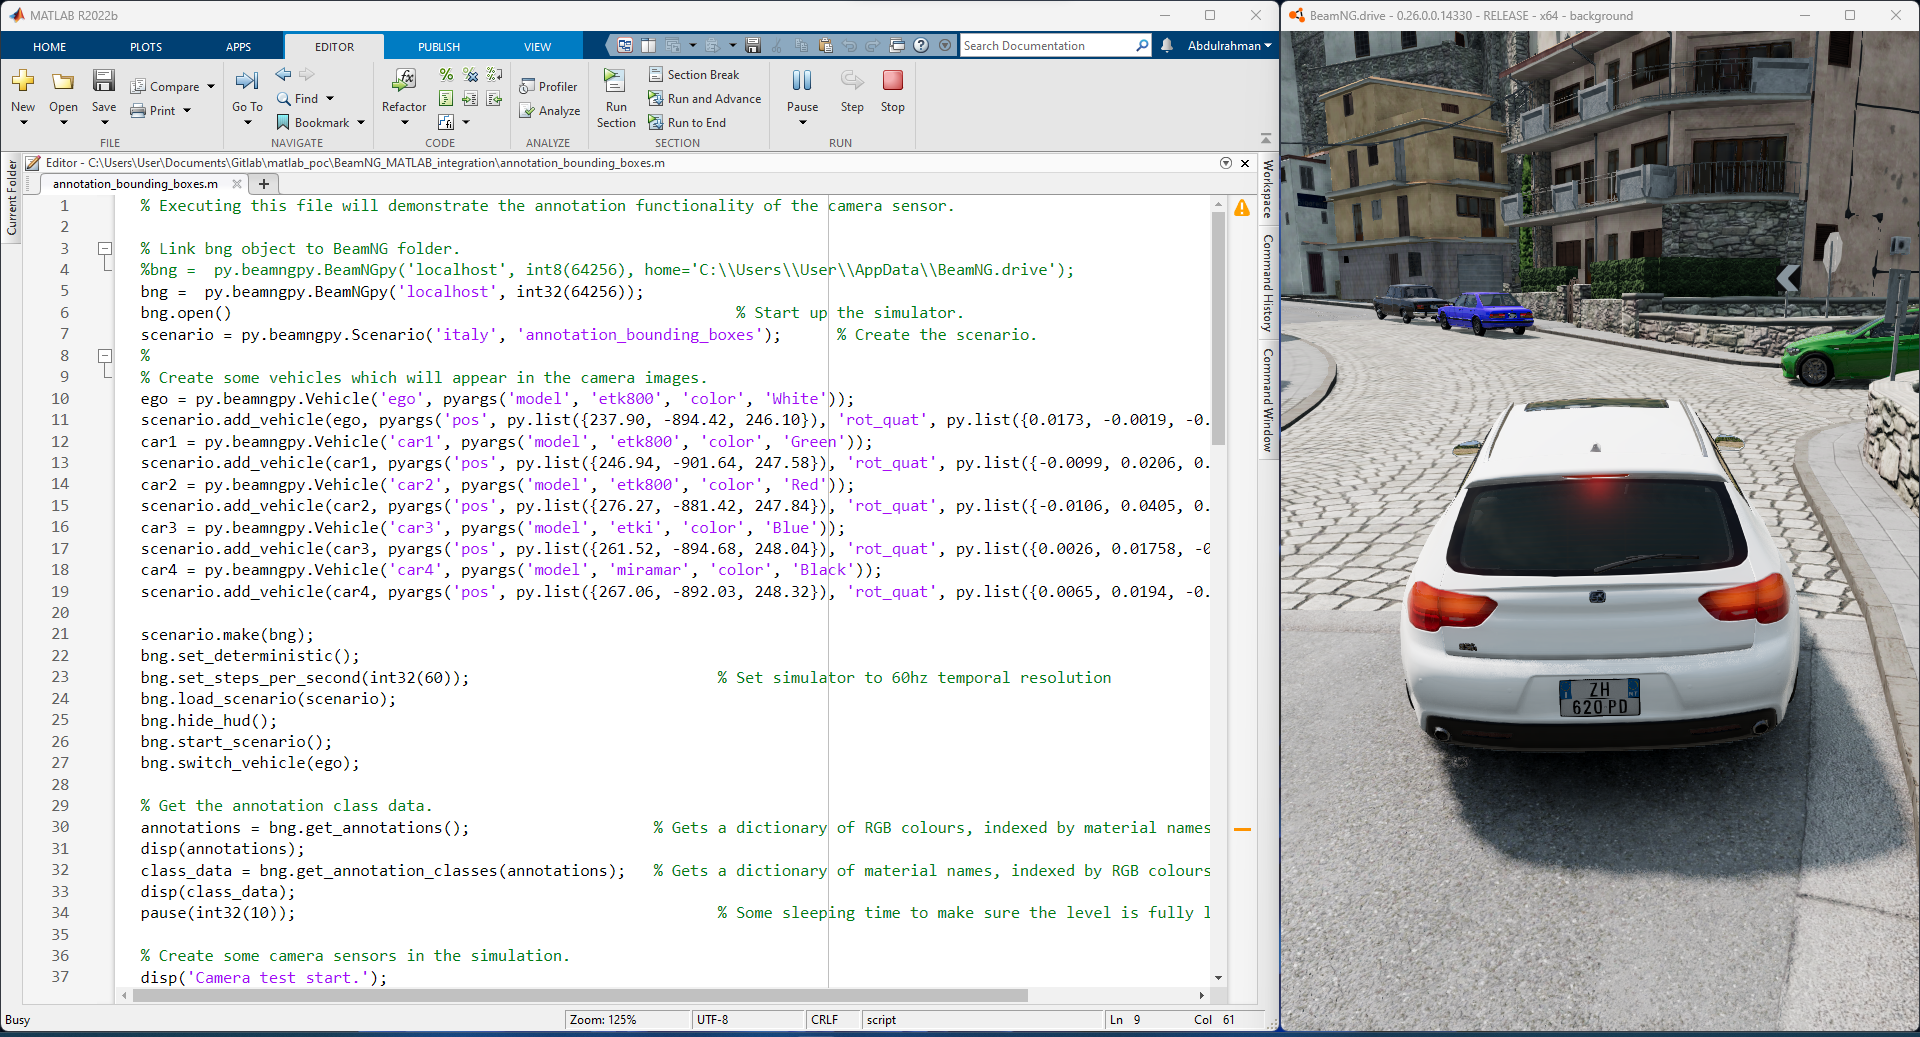 MATLAB R2022b
HOME PLOTS APPS EDITOR PUBLISH VIEW
Search Documentation
Abdulrahman
New
Open
Save
Compare
Print
FILE
Go To
Find
Bookmark
NAVIGATE
Refactor
CODE
Profiler
Analyze
ANALYZE
Run
Section
Section Break
Run and Advance
Run to End
SECTION
Pause
Step
Stop
RUN
Current Folder
Editor - C:\Users\User\Documents\Gitlab\matlab_poc\BeamNG_MATLAB_integration\annotation_bounding_boxes.m
annotation_bounding_boxes.m
1 % Executing this file will demonstrate the annotation functionality of the camera sensor.
2
3 % Link bng object to BeamNG folder.
4 %bng =  py.beamngpy.BeamNGpy('localhost', int8(64256), home='C:\\Users\\User\\AppData\\BeamNG.drive');
5 bng =  py.beamngpy.BeamNGpy('localhost', int32(64256));
6 bng.open() % Start up the simulator.
7 scenario = py.beamngpy.Scenario('italy', 'annotation_bounding_boxes'); % Create the scenario.
8 %
9 % Create some vehicles which will appear in the camera images.
10 ego = py.beamngpy.Vehicle('ego', pyargs('model', 'etk800', 'color', 'White'));
11 scenario.add_vehicle(ego, pyargs('pos', py.list({237.90, -894.42, 246.10}), 'rot_quat', py.list({0.0173, -0.0019, -0.
12 car1 = py.beamngpy.Vehicle('car1', pyargs('model', 'etk800', 'color', 'Green'));
13 scenario.add_vehicle(car1, pyargs('pos', py.list({246.94, -901.64, 247.58}), 'rot_quat', py.list({-0.0099, 0.0206, 0.
14 car2 = py.beamngpy.Vehicle('car2', pyargs('model', 'etk800', 'color', 'Red'));
15 scenario.add_vehicle(car2, pyargs('pos', py.list({276.27, -881.42, 247.84}), 'rot_quat', py.list({-0.0106, 0.0405, 0.
16 car3 = py.beamngpy.Vehicle('car3', pyargs('model', 'etki', 'color', 'Blue'));
17 scenario.add_vehicle(car3, pyargs('pos', py.list({261.52, -894.68, 248.04}), 'rot_quat', py.list({0.0026, 0.01758, -0
18 car4 = py.beamngpy.Vehicle('car4', pyargs('model', 'miramar', 'color', 'Black'));
19 scenario.add_vehicle(car4, pyargs('pos', py.list({267.06, -892.03, 248.32}), 'rot_quat', py.list({0.0065, 0.0194, -0.
20
21 scenario.make(bng);
22 bng.set_deterministic();
23 bng.set_steps_per_second(int32(60)); % Set simulator to 60hz temporal resolution
24 bng.load_scenario(scenario);
25 bng.hide_hud();
26 bng.start_scenario();
27 bng.switch_vehicle(ego);
28
29 % Get the annotation class data.
30 annotations = bng.get_annotations(); % Gets a dictionary of RGB colours, indexed by material names
31 disp(annotations);
32 class_data = bng.get_annotation_classes(annotations); % Gets a dictionary of material names, indexed by RGB colours
33 disp(class_data);
34 pause(int32(10)); % Some sleeping time to make sure the level is fully l
35
36 % Create some camera sensors in the simulation.
37 disp('Camera test start.');
Workspace
Command History
Command Window
Busy
Zoom: 125% UTF-8 CRLF script Ln 9 Col 61
BeamNG.drive - 0.26.0.0.14330 - RELEASE - x64 - background
ZH
620 PD